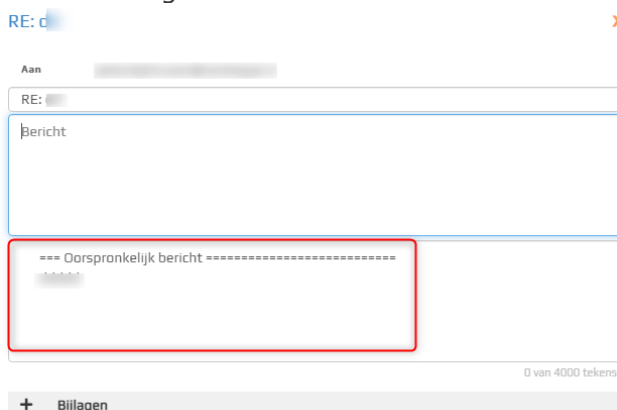 RE:
Aan
RE:
Bericht
=== Oorspronkelijk bericht ===========================
0 van 4000 tekens
+ Bijlagen